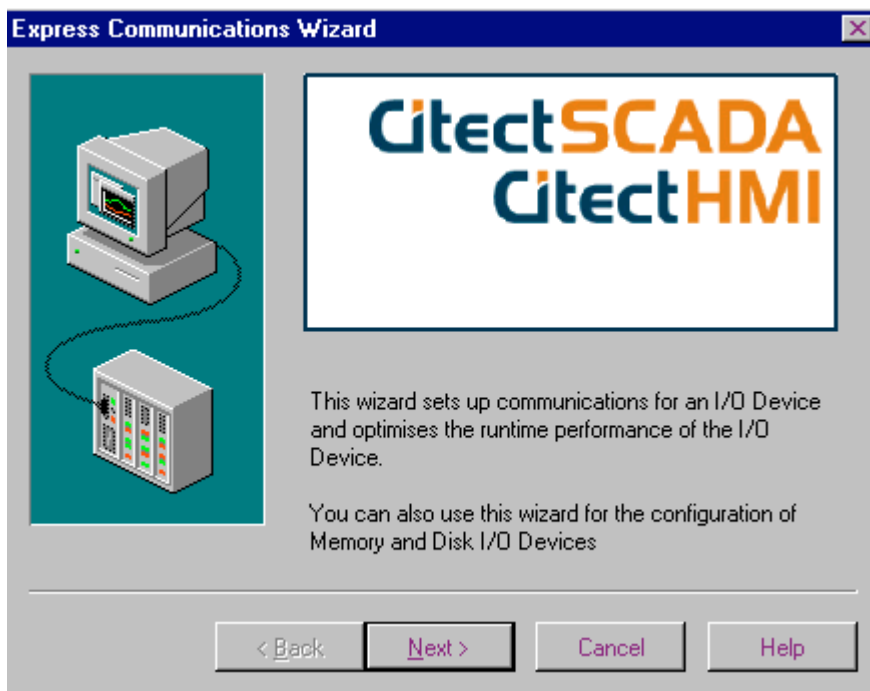 Express Communications Wizard
CitectSCADA
CitectHMI
This wizard sets up communications for an I/O Device
and optimises the runtime performance of the I/O
Device.
You can also use this wizard for the configuration of
Memory and Disk I/O Devices
< Back
Next >
Cancel
Help